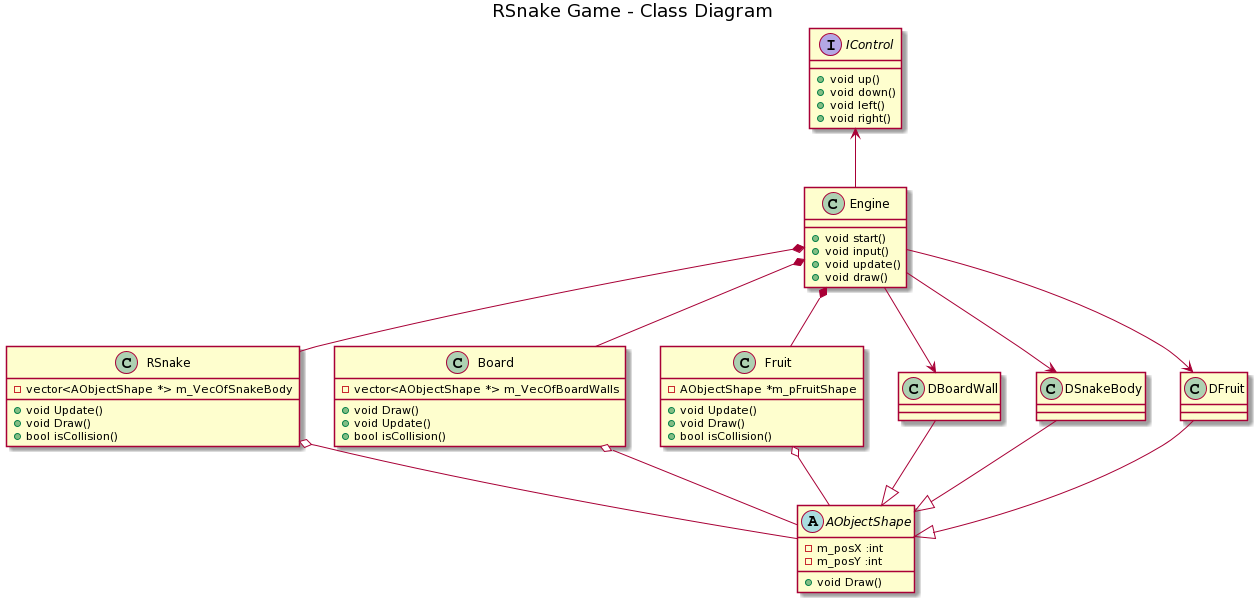 RSnake Game - Class Diagram
I IControl
void up()
void down()
void left()
void right()
C Engine
void start()
void input()
void update()
void draw()
C RSnake
vector<AObjectShape *> m_VecOfSnakeBody
void Update()
void Draw()
bool isCollision()
C Board
vector<AObjectShape *> m_VecOfBoardWalls
void Draw()
void Update()
bool isCollision()
C Fruit
AObjectShape *m_pFruitShape
void Update()
void Draw()
bool isCollision()
C DBoardWall
C DSnakeBody
C DFruit
A AObjectShape
m_posX :int
m_posY :int
void Draw()